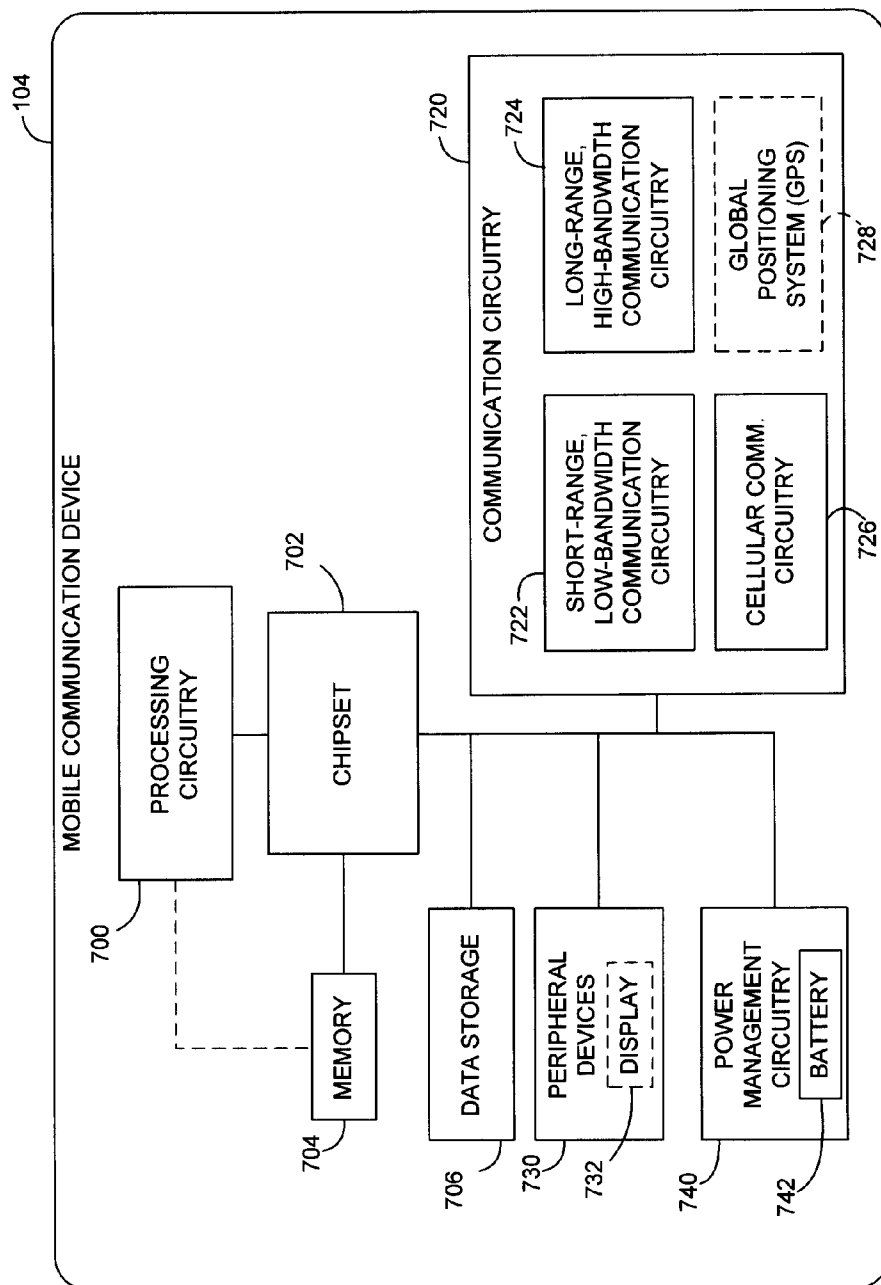 104
MOBILE COMMUNICATION DEVICE
700
PROCESSING
CIRCUITRY
702
CHIPSET
704
MEMORY
706
DATA STORAGE
730
PERIPHERAL
DEVICES
732
DISPLAY
740
POWER
MANAGEMENT
CIRCUITRY
742
BATTERY
720
COMMUNICATION CIRCUITRY
722
SHORT-RANGE,
LOW-BANDWIDTH
COMMUNICATION
CIRCUITRY
724
LONG-RANGE,
HIGH-BANDWIDTH
COMMUNICATION
CIRCUITRY
726
CELLULAR COMM.
CIRCUITRY
728
GLOBAL
POSITIONING
SYSTEM (GPS)